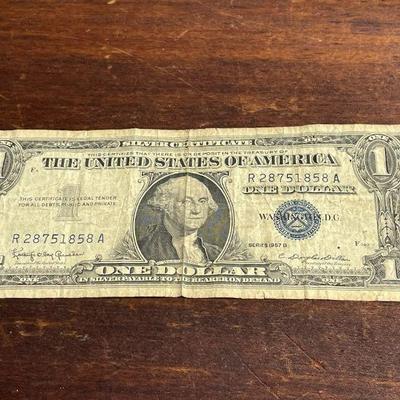 SILVER CERTIFICATE
THIS CERTIFIES THAT THERE IS ON DEPOSIT IN THE TREASURY OF
THE UNITED STATES OF AMERICA
R 28751858 A
ONE DOLLAR
THIS CERTIFICATE IS LEGAL TENDER
FOR ALL DEBTS, PUBLIC AND PRIVATE
WASHINGTON, D.C.
R 28751858 A
SERIES 1957 B
ONE DOLLAR
IN SILVER PAYABLE TO THE BEARER ON DEMAND
ONE
1
1